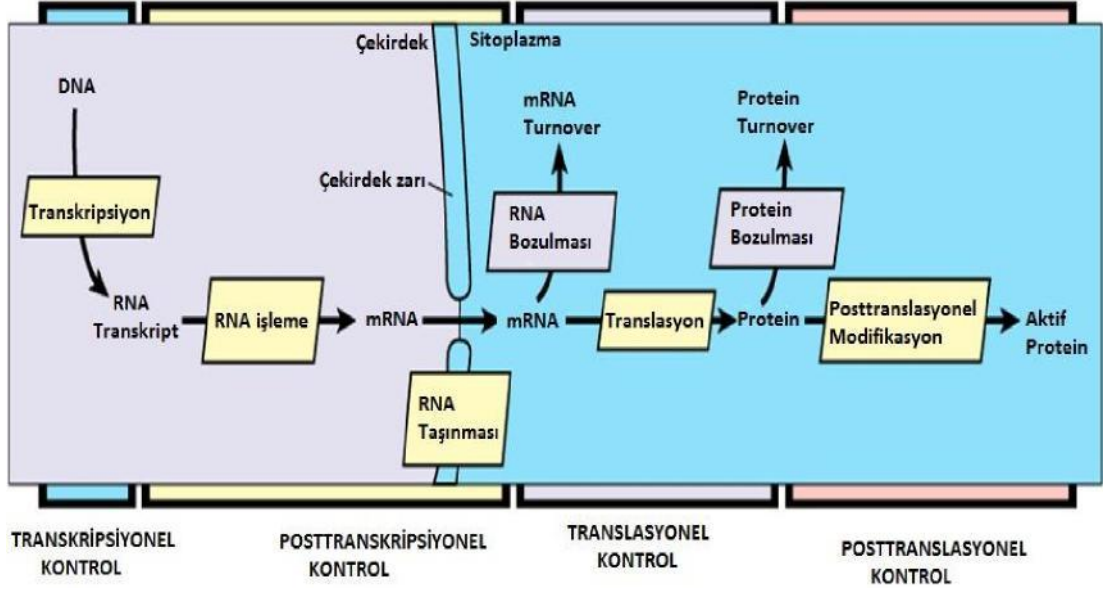 Çekirdek
Sitoplazma
DNA
mRNA
Turnover
Protein
Turnover
Çekirdek zarı
Transkripsiyon
RNA
Bozulması
Protein
Bozulması
RNA
Transkript
RNA işleme
mRNA
mRNA
Translasyon
Protein
Posttranslasyonel
Modifikasyon
Aktif
Protein
RNA
Taşınması
TRANSKRİPSİYONEL
KONTROL
POSTTRANSKRİPSİYONEL
KONTROL
TRANSLASYONEL
KONTROL
POSTTRANSLASYONEL
KONTROL